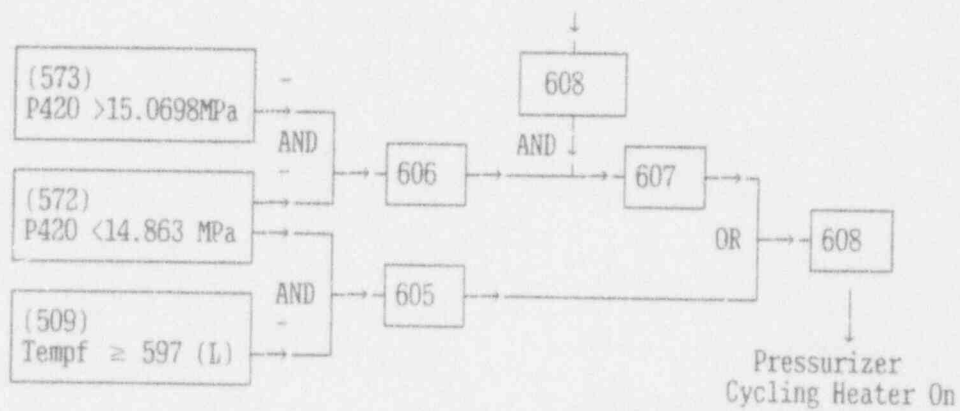 (573)
P420 >15.0698MPa
-
AND
-
(572)
P420 <14.863 MPa
AND
-
(509)
Tempf ≥ 597 (L)
606
605
608
AND
607
OR
608
Pressurizer
Cycling Heater On